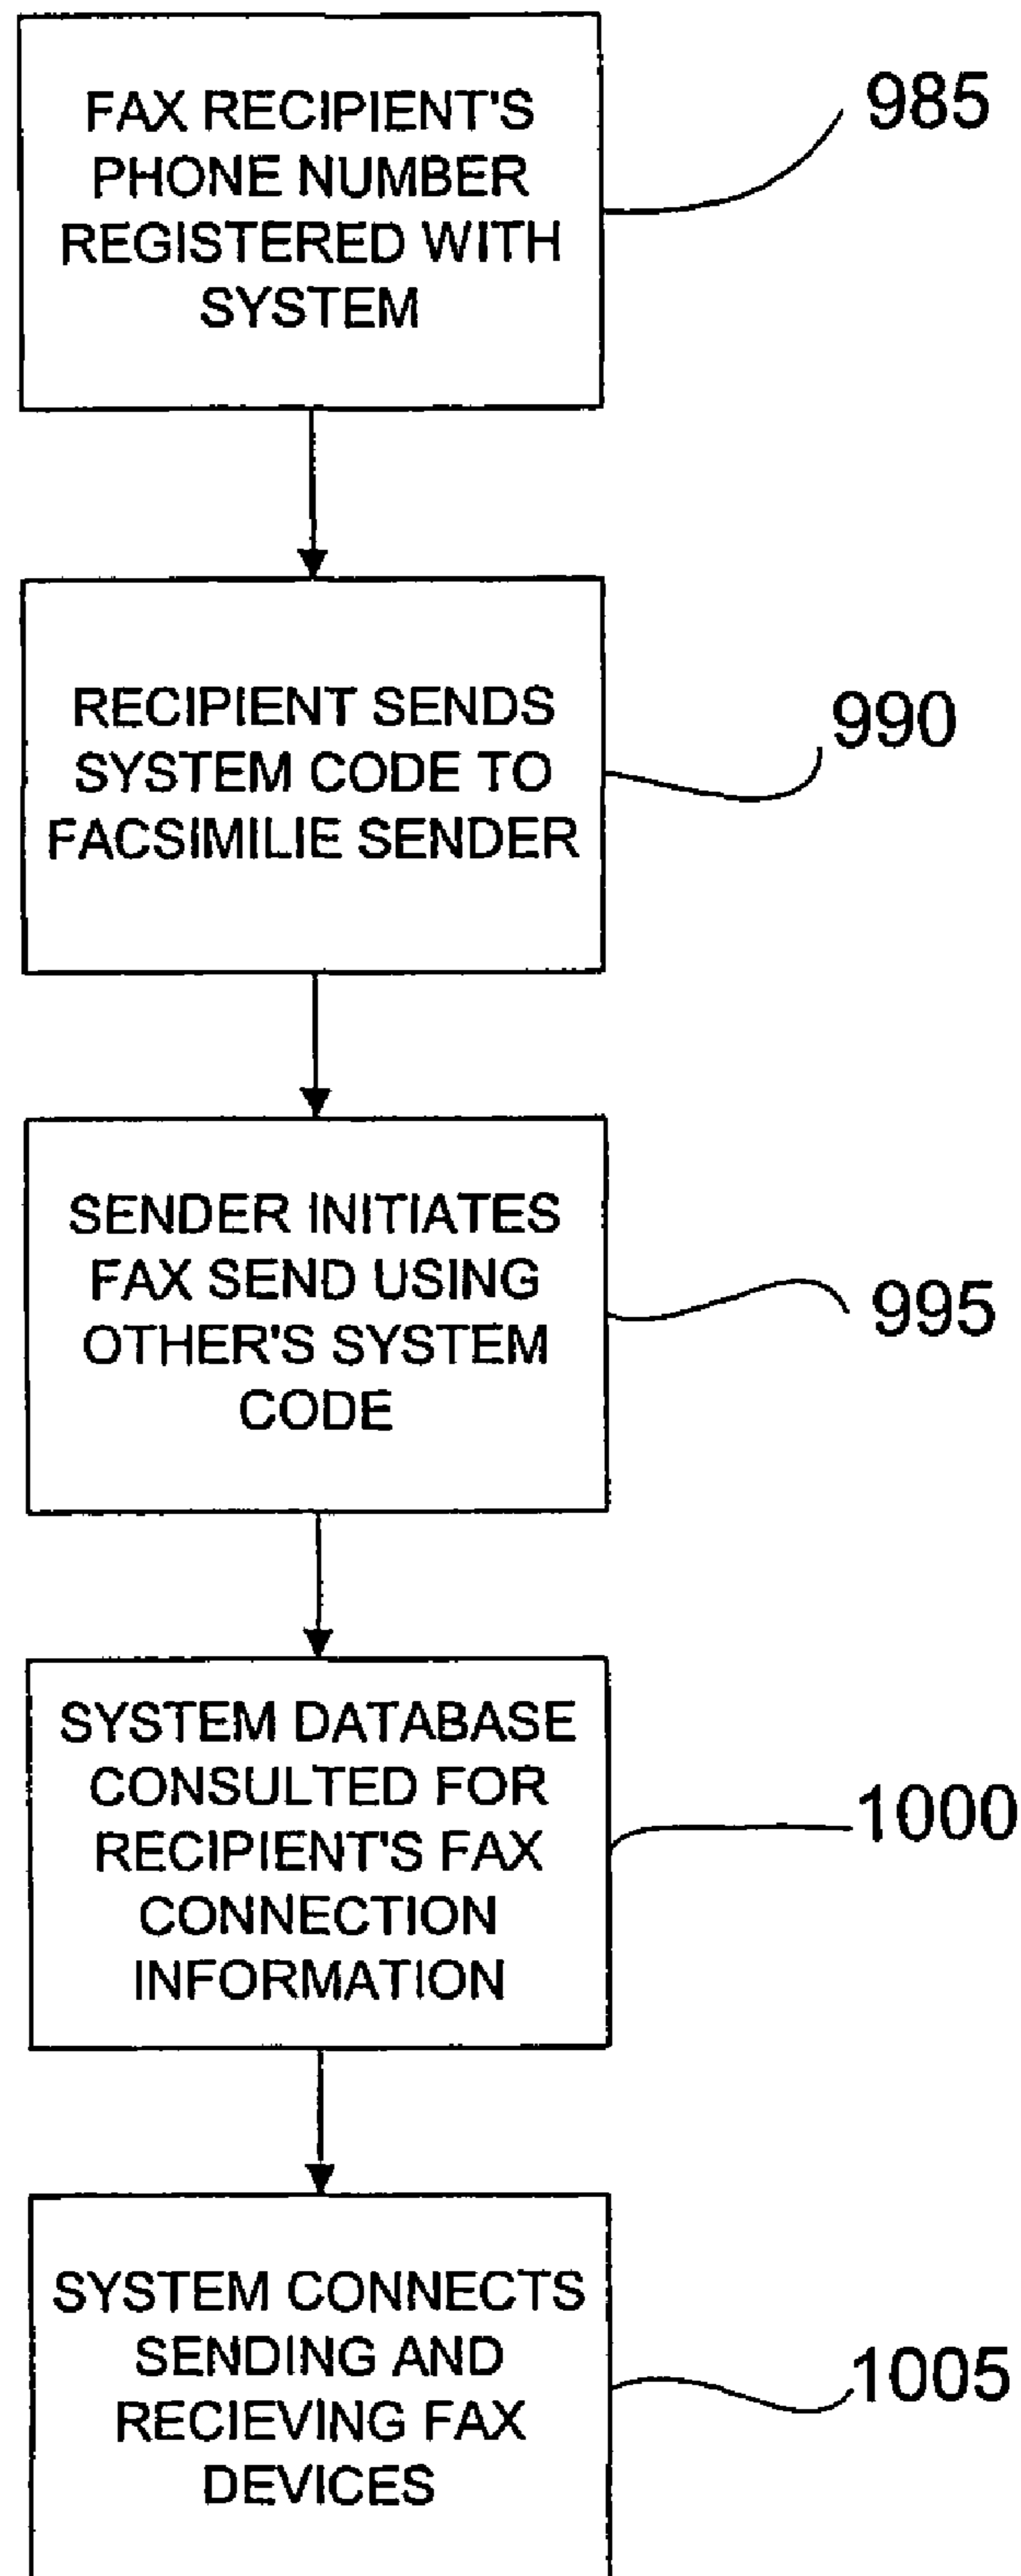 FAX RECIPIENT'S
PHONE NUMBER
REGISTERED WITH
SYSTEM
985
RECIPIENT SENDS
SYSTEM CODE TO
FACSIMILIE SENDER
990
SENDER INITIATES
FAX SEND USING
OTHER'S SYSTEM
CODE
995
SYSTEM DATABASE
CONSULTED FOR
RECIPIENT'S FAX
CONNECTION
INFORMATION
1000
SYSTEM CONNECTS
SENDING AND
RECIEVING FAX
DEVICES
1005